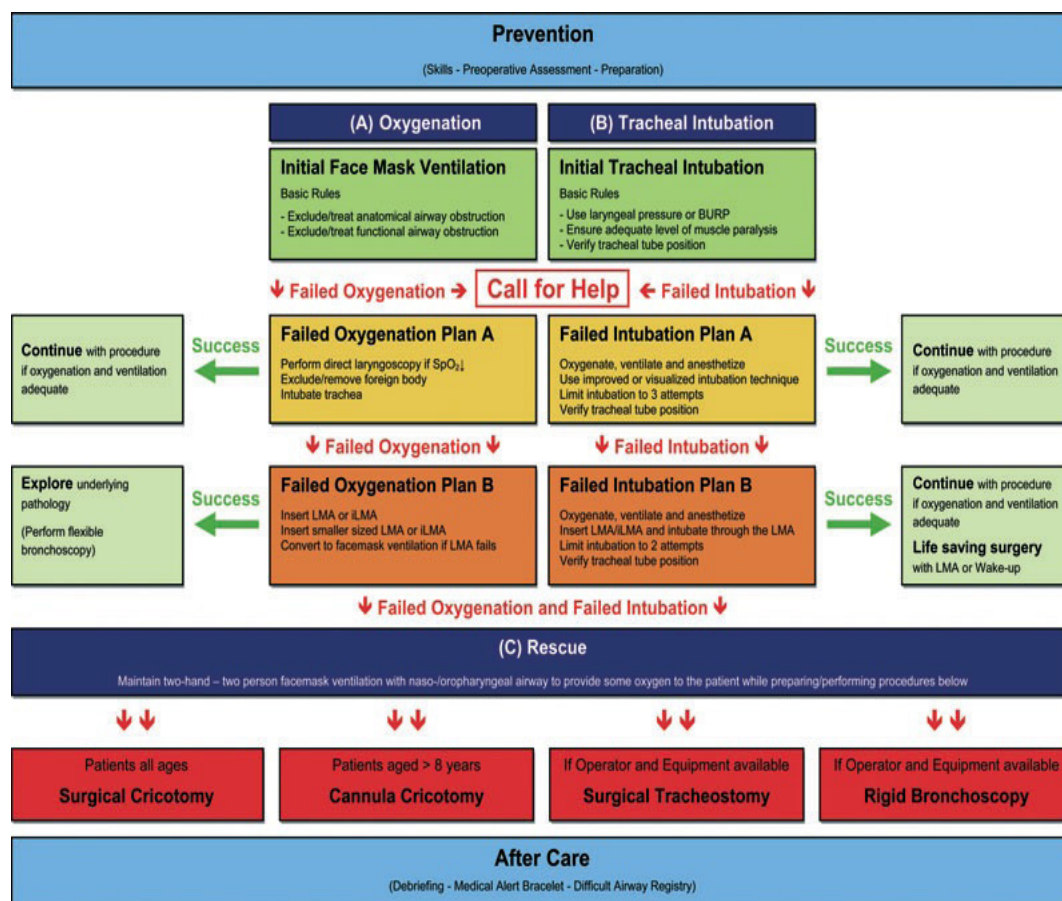 Prevention
(Skills - Preoperative Assessment - Preparation)
(A) Oxygenation
(B) Tracheal Intubation
Initial Face Mask Ventilation
Basic Rules
- Exclude/treat anatomical airway obstruction
- Exclude/treat functional airway obstruction
Initial Tracheal Intubation
Basic Rules
- Use laryngeal pressure or BURP
- Ensure adequate level of muscle paralysis
- Verify tracheal tube position
↓ Failed Oxygenation → Call for Help ← Failed Intubation ↓
Continue with procedure
if oxygenation and ventilation
adequate
Success
Failed Oxygenation Plan A
Perform direct laryngoscopy if SpO₂↓
Exclude/remove foreign body
Intubate trachea
Failed Intubation Plan A
Oxygenate, ventilate and anesthetize
Use improved or visualized intubation technique
Limit intubation to 3 attempts
Verify tracheal tube position
Success
Continue with procedure
if oxygenation and ventilation
adequate
↓ Failed Oxygenation ↓
↓ Failed Intubation ↓
Explore underlying
pathology
(Perform flexible
bronchoscopy)
Success
Failed Oxygenation Plan B
Insert LMA or iLMA
Insert smaller sized LMA or iLMA
Convert to facemask ventilation if LMA fails
Failed Intubation Plan B
Oxygenate, ventilate and anesthetize
Insert LMA/iLMA and intubate through the LMA
Limit intubation to 2 attempts
Verify tracheal tube position
Success
Continue with procedure
if oxygenation and ventilation
adequate
Life saving surgery
with LMA or Wake-up
↓ Failed Oxygenation and Failed Intubation ↓
(C) Rescue
Maintain two-hand – two person facemask ventilation with naso-/oropharyngeal airway to provide some oxygen to the patient while preparing/performing procedures below
Patients all ages
Surgical Cricotomy
Patients aged > 8 years
Cannula Cricotomy
If Operator and Equipment available
Surgical Tracheostomy
If Operator and Equipment available
Rigid Bronchoscopy
After Care
(Debriefing - Medical Alert Bracelet - Difficult Airway Registry)